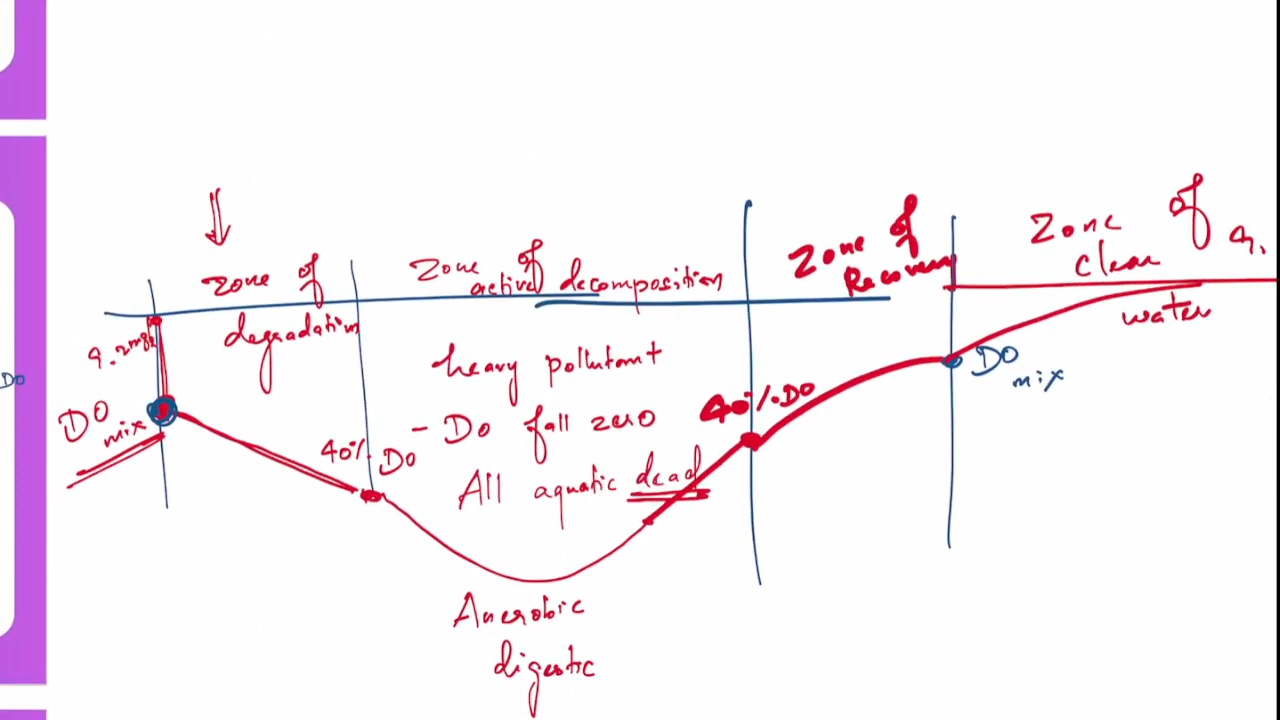 Zone of degradation
Zone of active decomposition
Zone of Recovery
Zone of clear water
9.2mg/l
DO mix
DO
40% DO
heavy pollutant
- DO fall zero
All aquatic dead
40% DO
DO mix
Anerobic
digestic